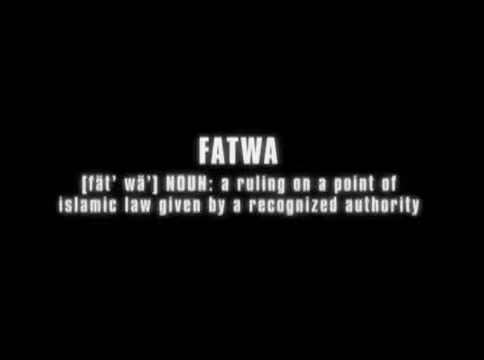 FATWA
[fät' wä'] NOUN: a ruling on a point of
islamic law given by a recognized authority